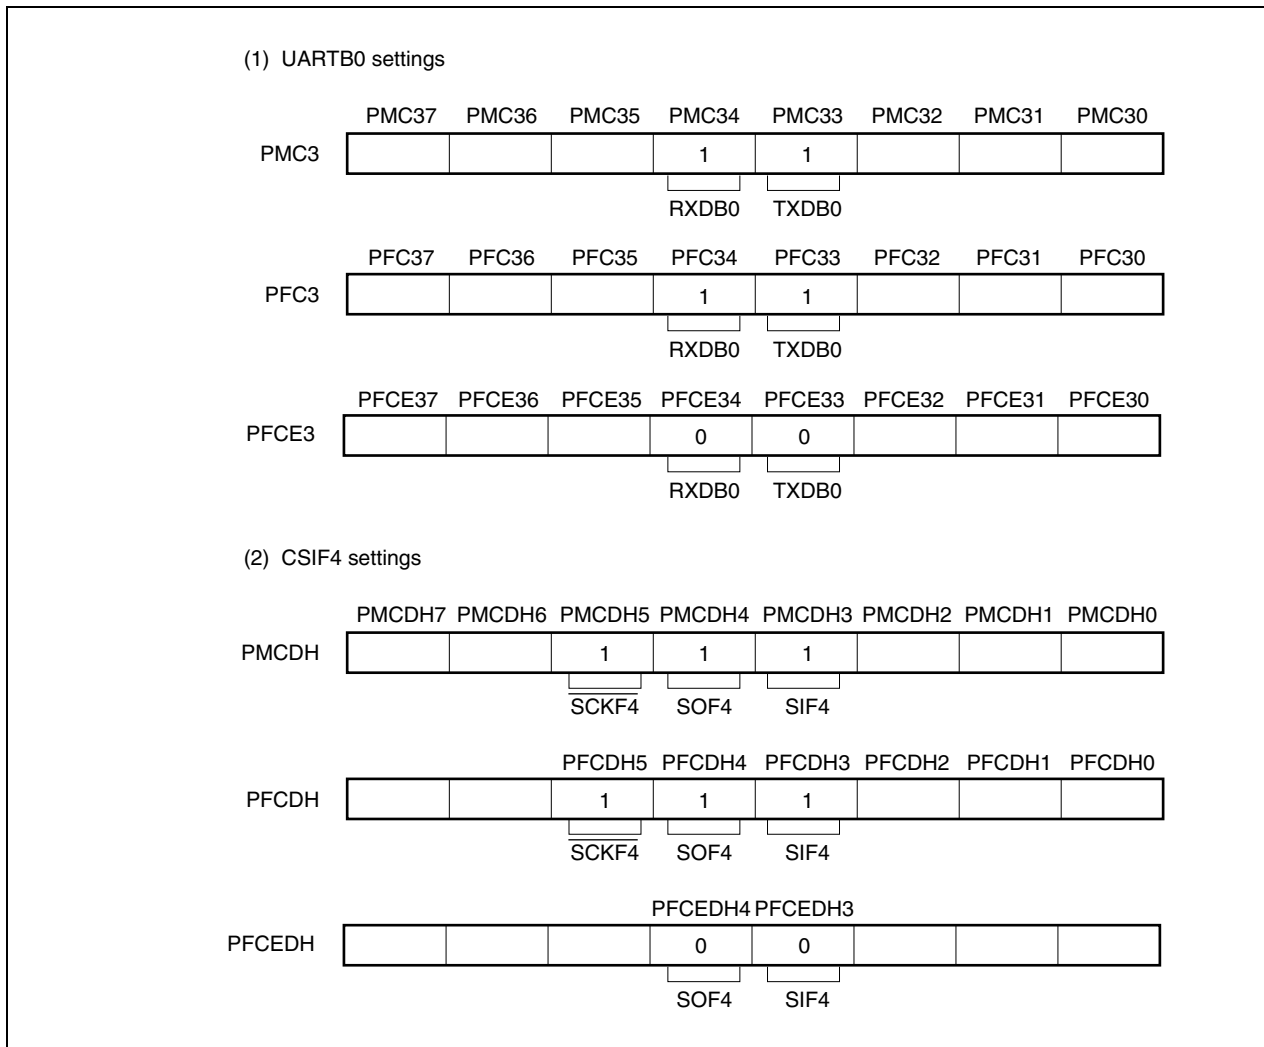 (1) UARTB0 settings
PMC37 PMC36 PMC35 PMC34 PMC33 PMC32 PMC31 PMC30
PMC3 1 1
RXDB0 TXDB0
PFC37 PFC36 PFC35 PFC34 PFC33 PFC32 PFC31 PFC30
PFC3 1 1
RXDB0 TXDB0
PFCE37 PFCE36 PFCE35 PFCE34 PFCE33 PFCE32 PFCE31 PFCE30
PFCE3 0 0
RXDB0 TXDB0
(2) CSIF4 settings
PMCDH7 PMCDH6 PMCDH5 PMCDH4 PMCDH3 PMCDH2 PMCDH1 PMCDH0
PMCDH 1 1 1
SCKF4 SOF4 SIF4
PFCDH5 PFCDH4 PFCDH3 PFCDH2 PFCDH1 PFCDH0
PFCDH 1 1 1
SCKF4 SOF4 SIF4
PFCEDH4 PFCEDH3
PFCEDH 0 0
SOF4 SIF4